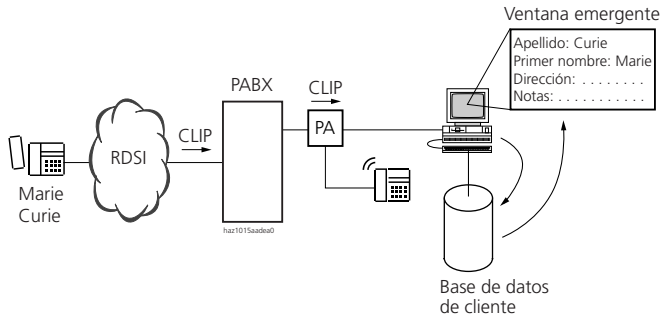 Ventana emergente
Apellido: Curie
Primer nombre: Marie
Dirección: . . . . . . . .
Notas: . . . . . . . . . . .
PABX
CLIP
PA
CLIP
RDSI
Marie
Curie
haz1015aadea0
Base de datos
de cliente